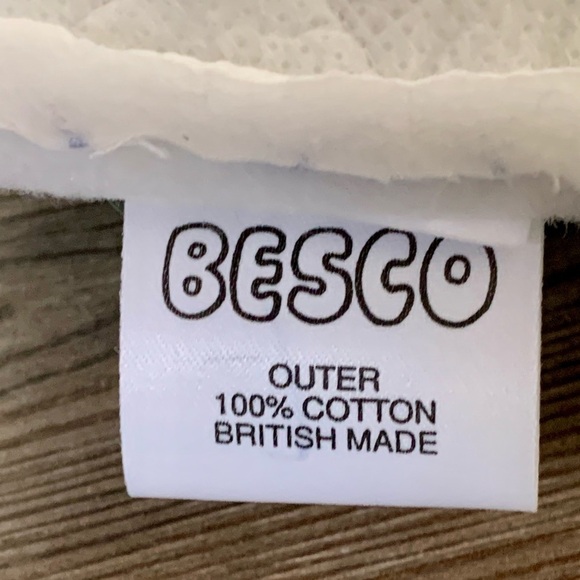 BESCO
OUTER
100% COTTON
BRITISH MADE